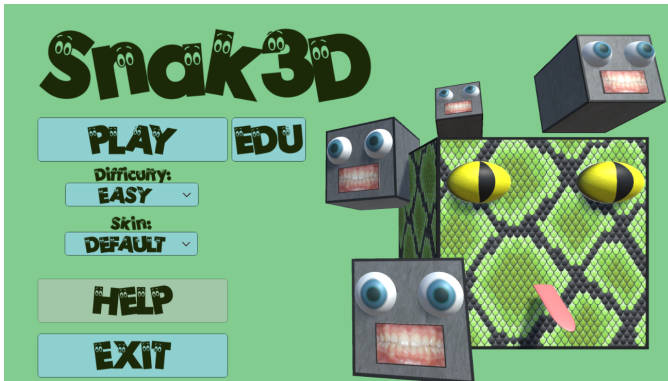 Snak3D
PLAY
EDU
Difficulty:
EASY
Skin:
DEFAULT
HELP
EXIT